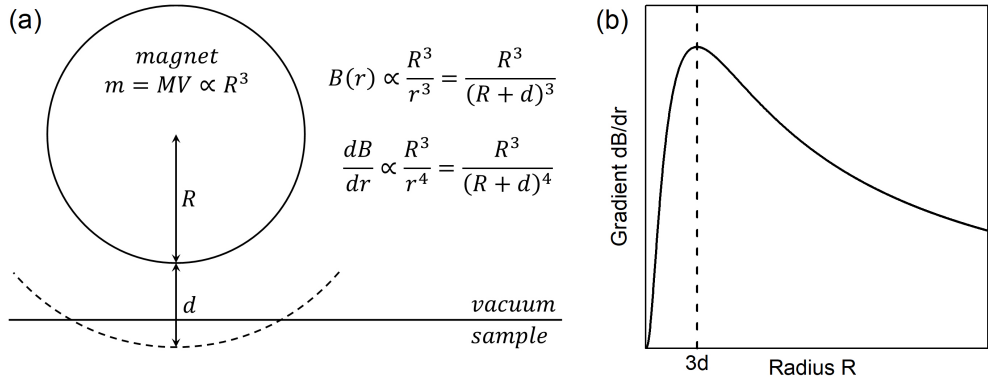 (a)
magnet
m = MV ∝ R³
B(r) ∝ R³/r³ = R³/(R + d)³
dB/dr ∝ R³/r⁴ = R³/(R + d)⁴
R
d
vacuum
sample
(b)
Gradient dB/dr
3d
Radius R